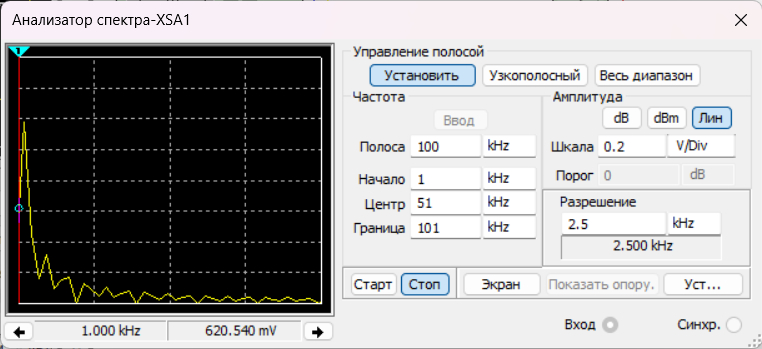 Анализатор спектра-XSA1
1
Управление полосой
Установить Узкополосный Весь диапазон
Частота
Ввод
Полоса 100 kHz
Начало 1 kHz
Центр 51 kHz
Граница 101 kHz
Амплитуда
dB dBm Лин
Шкала 0.2 V/Div
Порог 0 dB
Разрешение
2.5 kHz
2.500 kHz
Старт Стоп Экран Показать опору. Уст...
1.000 kHz 620.540 mV
Вход Синхр.